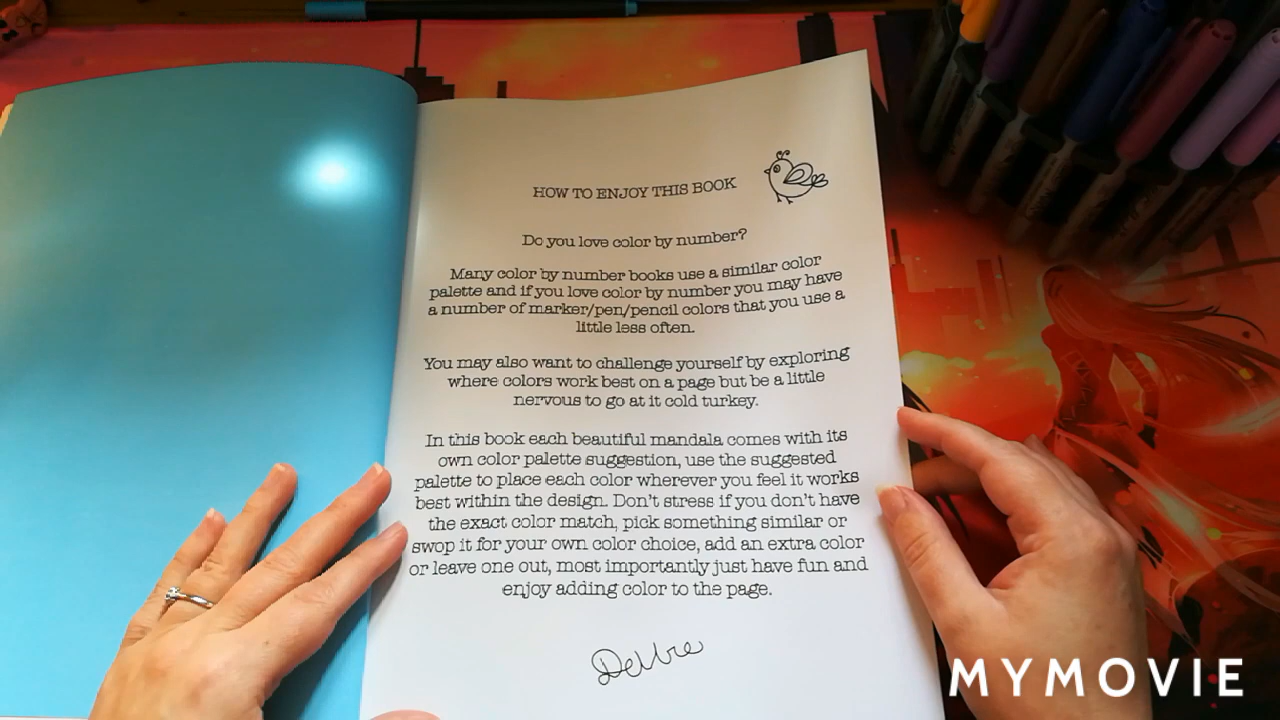 HOW TO ENJOY THIS BOOK
Do you love color by number?
Many color by number books use a similar color
palette and if you love color by number you may have
a number of marker/pen/pencil colors that you use a
little less often.
You may also want to challenge yourself by exploring
where colors work best on a page but be a little
nervous to go at it cold turkey.
In this book each beautiful mandala comes with its
own color palette suggestion, use the suggested
palette to place each color wherever you feel it works
best within the design. Don't stress if you don't have
the exact color match, pick something similar or
swop it for your own color choice, add an extra color
or leave one out, most importantly just have fun and
enjoy adding color to the page.
Debbie
MYMOVIE